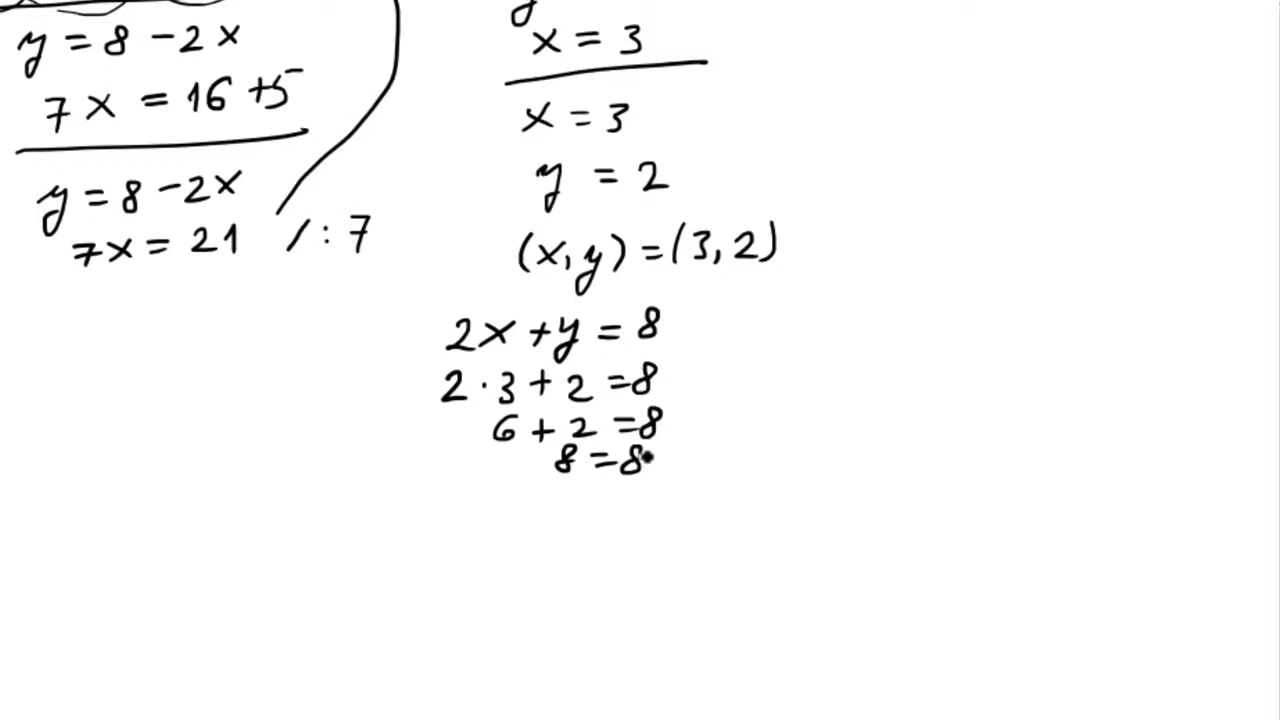 y = 8 - 2x
7x = 16 + 5
y = 8 - 2x
7x = 21 / : 7
x = 3
x = 3
y = 2
(x, y) = (3, 2)
2x + y = 8
2 · 3 + 2 = 8
6 + 2 = 8
8 = 8